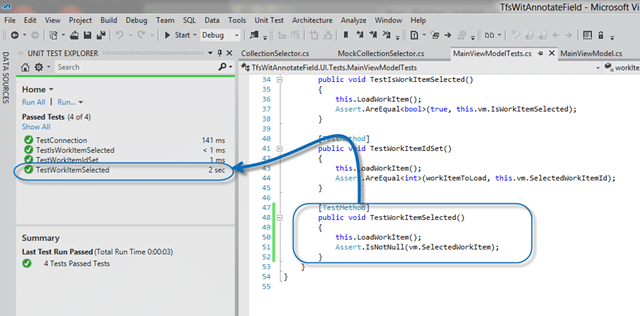 TfsWitAnnotateField - Microsoft V
File Edit View Project Build Debug Team SQL Data Tools Unit Test Architecture Analyze Window Help
Start Debug
DATA SOURCES
UNIT TEST EXPLORER
Search
Home
Run All Run...
Passed Tests (4 of 4)
Show All
TestConnection 141 ms
TestIsWorkItemSelected < 1 ms
TestWorkItemIdSet 1 ms
TestWorkItemSelected 2 sec
Summary
Last Test Run Passed (Total Run Time 0:00:03)
4 Tests Passed Tests
CollectionSelector.cs MockCollectionSelector.cs MainViewModelTests.cs MainViewModel.cs
TfsWitAnnotateField.UI.Tests.MainViewModelTests workIte
34 public void TestIsWorkItemSelected()
35 {
36 this.LoadWorkItem();
37 Assert.AreEqual<bool>(true, this.vm.IsWorkItemSelected);
38 }
39
40 [TestMethod]
41 public void TestWorkItemIdSet()
42 {
43 this.LoadWorkItem();
44 Assert.AreEqual<int>(workItemToLoad, this.vm.SelectedWorkItemId);
45 }
46
47 [TestMethod]
48 public void TestWorkItemSelected()
49 {
50 this.LoadWorkItem();
51 Assert.IsNotNull(vm.SelectedWorkItem);
52 }
53 }
54 }
55